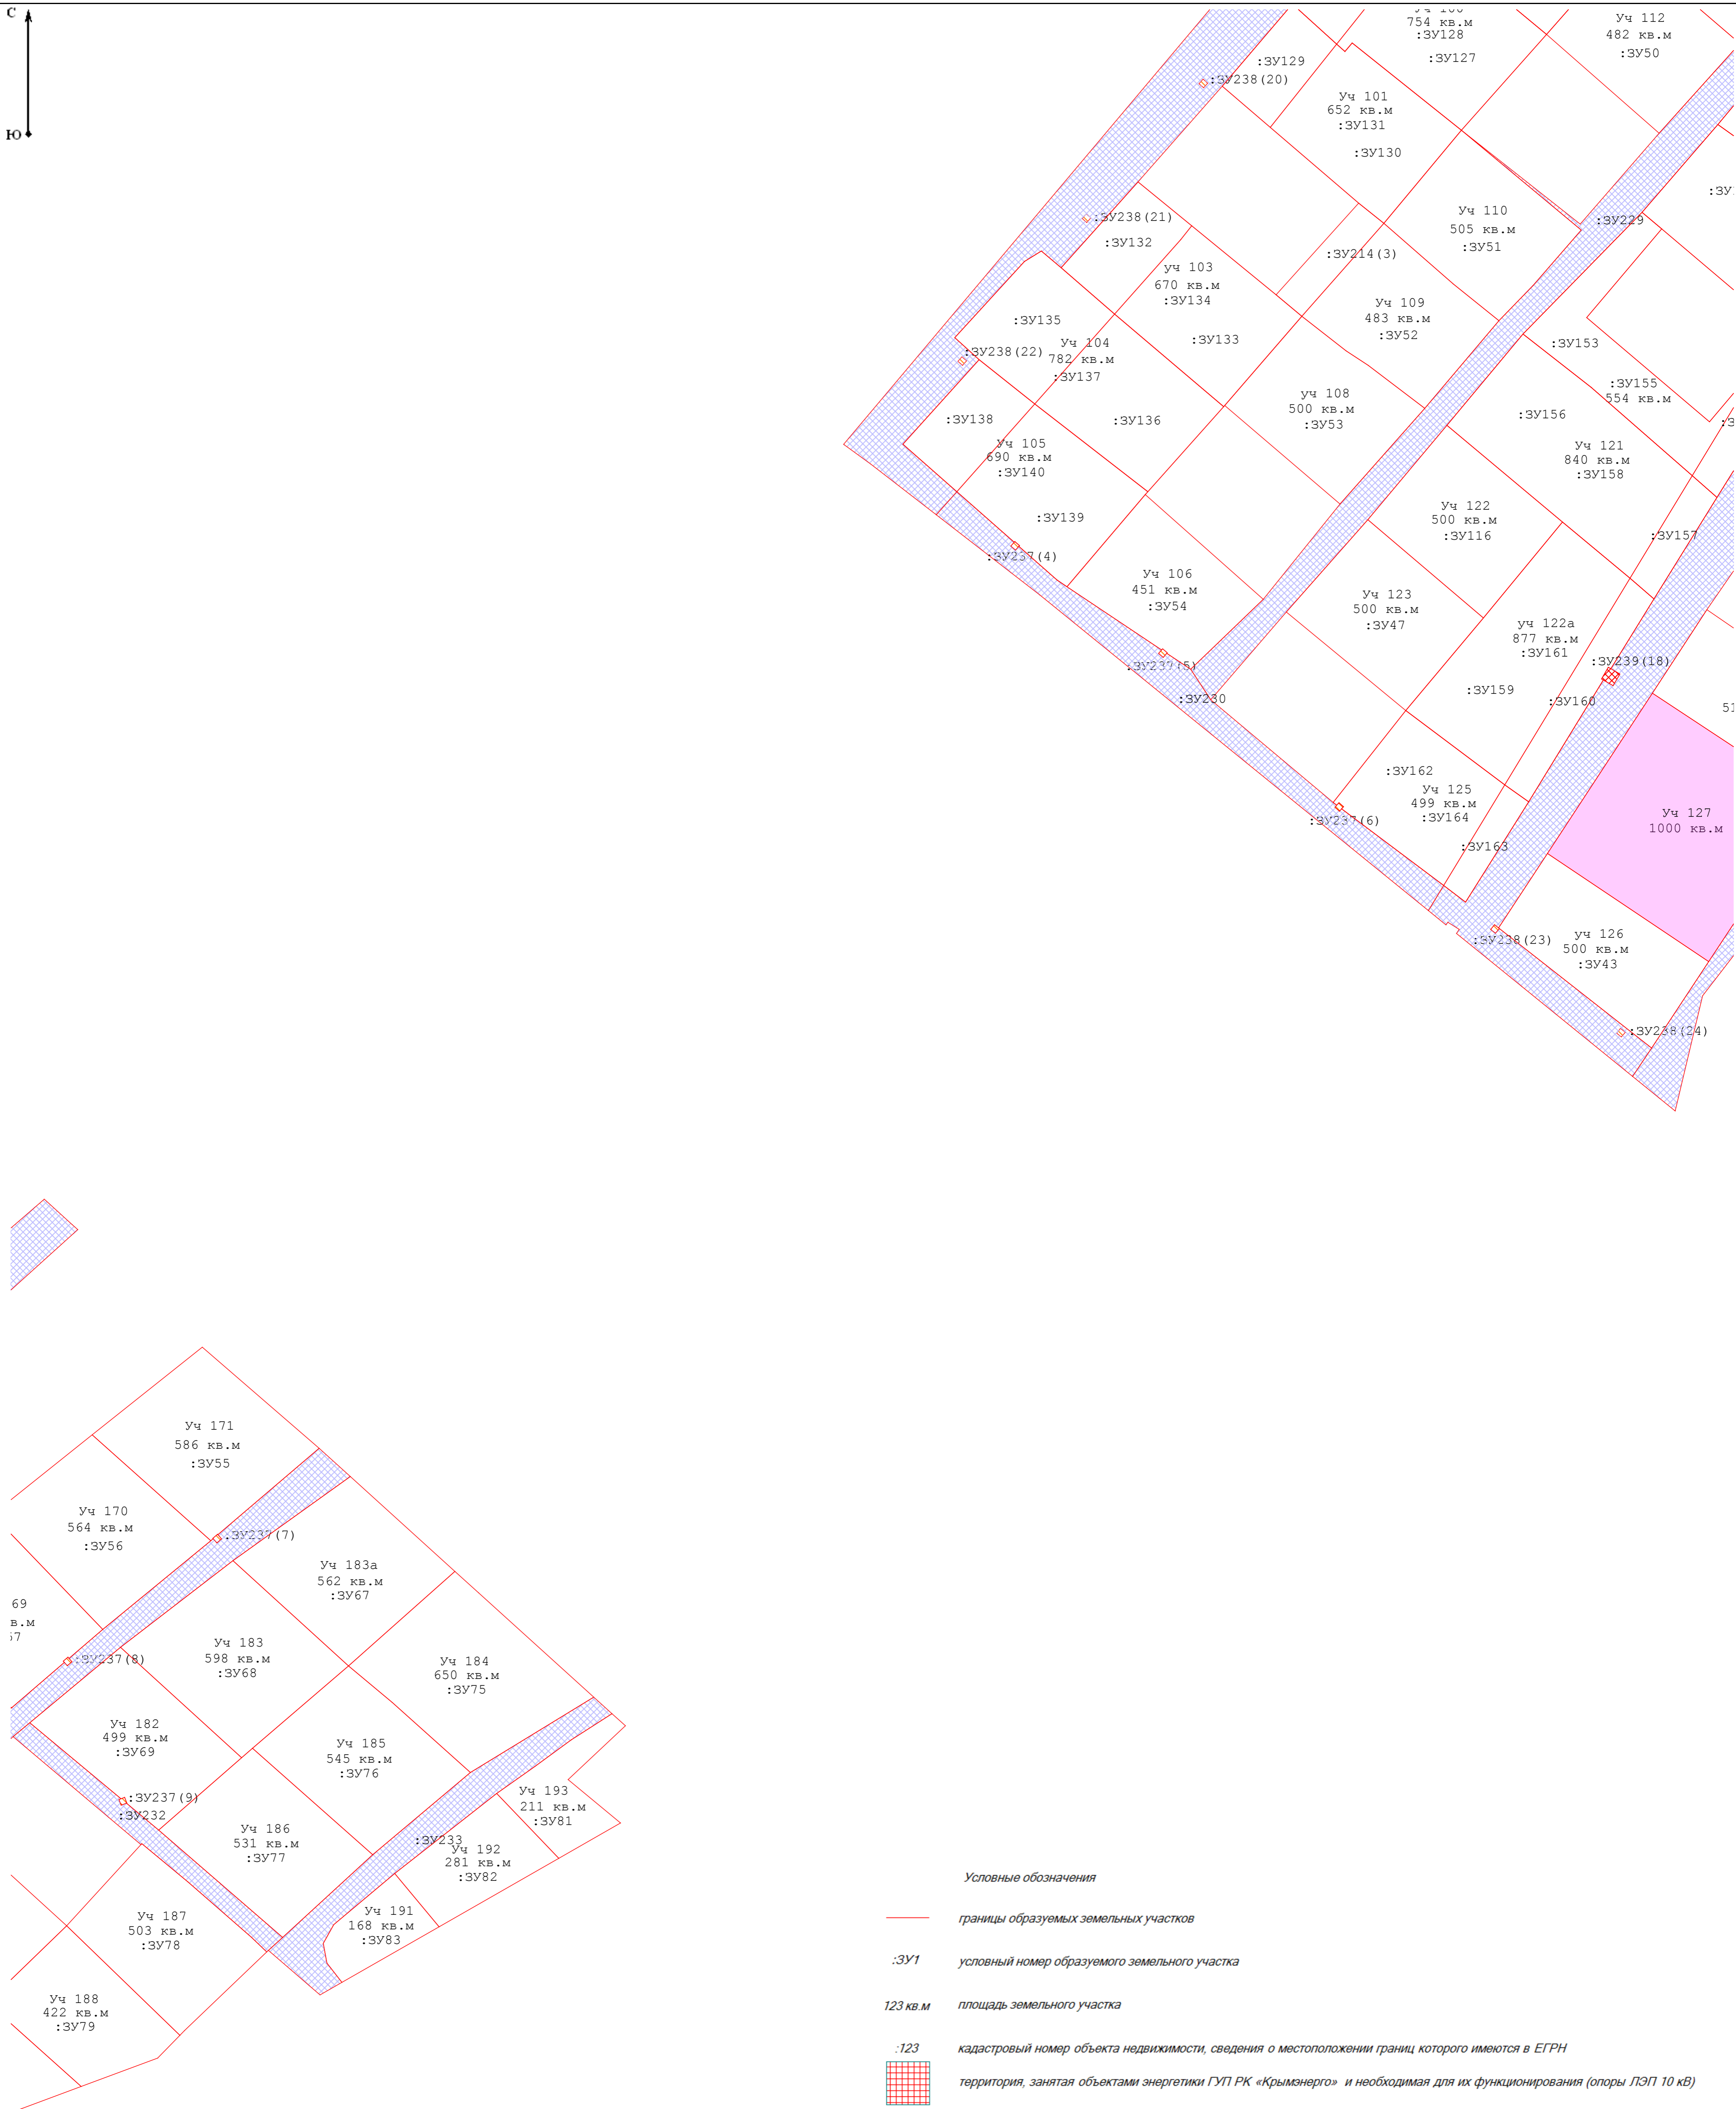 С
Ю
754 кв.м
:ЗУ128
:ЗУ127
Уч 112
482 кв.м
:ЗУ50
:ЗУ129
:ЗУ238(20)
Уч 101
652 кв.м
:ЗУ131
:ЗУ130
:ЗУ238(21)
:ЗУ132
уч 103
670 кв.м
:ЗУ134
:ЗУ133
:ЗУ214(3)
Уч 110
505 кв.м
:ЗУ51
:ЗУ229
Уч 109
483 кв.м
:ЗУ52
:ЗУ135
:ЗУ238(22)
Уч 104
782 кв.м
:ЗУ137
:ЗУ136
:ЗУ138
Уч 105
690 кв.м
:ЗУ140
:ЗУ139
уч 108
500 кв.м
:ЗУ53
:ЗУ153
:ЗУ155
554 кв.м
:ЗУ156
Уч 121
840 кв.м
:ЗУ158
:ЗУ157
Уч 122
500 кв.м
:ЗУ116
:ЗУ237(4)
Уч 106
451 кв.м
:ЗУ54
:ЗУ237(5)
:ЗУ230
Уч 123
500 кв.м
:ЗУ47
уч 122а
877 кв.м
:ЗУ161
:ЗУ239(18)
:ЗУ159
:ЗУ160
51
:ЗУ162
Уч 125
499 кв.м
:ЗУ164
:ЗУ163
:ЗУ237(6)
Уч 127
1000 кв.м
:ЗУ238(23)
уч 126
500 кв.м
:ЗУ43
:ЗУ238(24)
Уч 171
586 кв.м
:ЗУ55
Уч 170
564 кв.м
:ЗУ56
:ЗУ237(7)
69
в.м
Уч 183а
562 кв.м
:ЗУ67
Уч 183
598 кв.м
:ЗУ68
:ЗУ237(8)
Уч 184
650 кв.м
:ЗУ75
Уч 182
499 кв.м
:ЗУ69
Уч 185
545 кв.м
:ЗУ76
:ЗУ237(9)
:ЗУ232
Уч 193
211 кв.м
:ЗУ81
Уч 186
531 кв.м
:ЗУ77
:ЗУ233
Уч 192
281 кв.м
:ЗУ82
Уч 191
168 кв.м
:ЗУ83
Уч 187
503 кв.м
:ЗУ78
Уч 188
422 кв.м
:ЗУ79
Условные обозначения
границы образуемых земельных участков
:ЗУ1 условный номер образуемого земельного участка
123 кв.м площадь земельного участка
:123 кадастровый номер объекта недвижимости, сведения о местоположении границ которого имеются в ЕГРН
территория, занятая объектами энергетики ГУП РК «Крымэнерго» и необходимая для их функционирования (опоры ЛЭП 10 кВ)